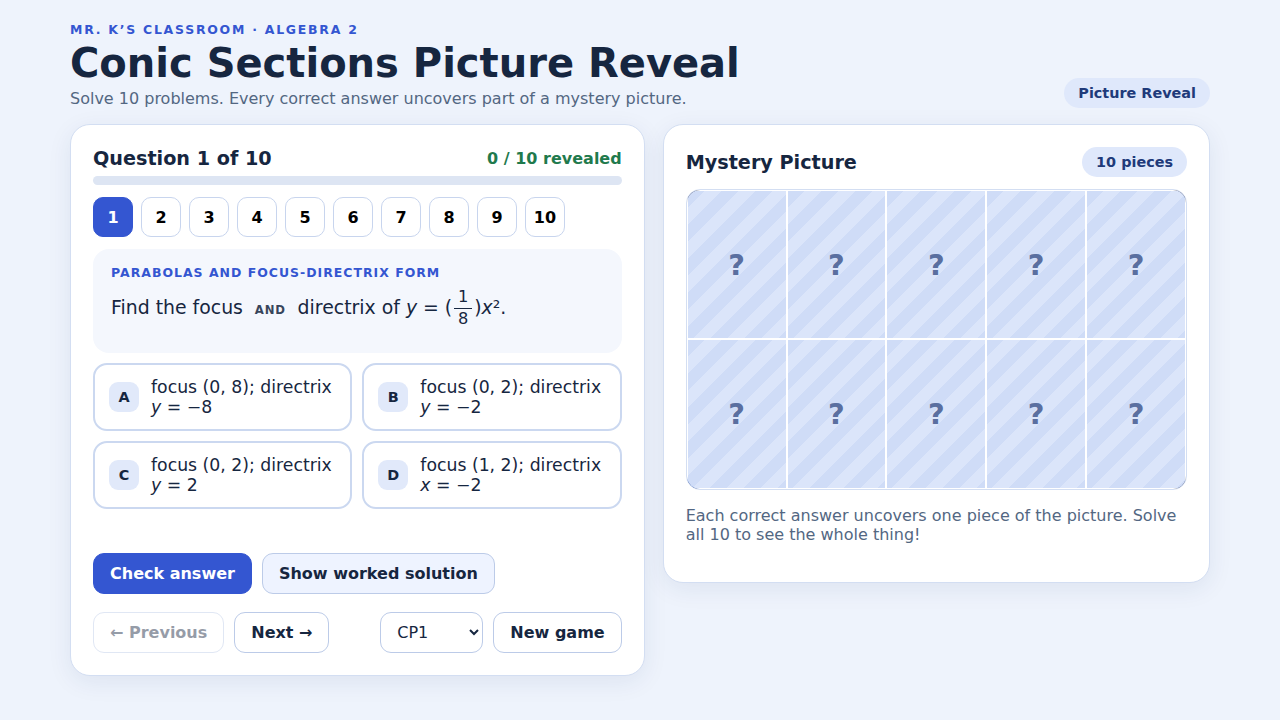 MR. K’S CLASSROOM · ALGEBRA 2
Conic Sections Picture Reveal
Solve 10 problems. Every correct answer uncovers part of a mystery picture.
Picture Reveal
Question 1 of 10
0 / 10 revealed
1 2 3 4 5 6 7 8 9 10
PARABOLAS AND FOCUS-DIRECTRIX FORM
Find the focus AND directrix of y = (1/8)x².
A focus (0, 8); directrix
y = −8
B focus (0, 2); directrix
y = −2
C focus (0, 2); directrix
y = 2
D focus (1, 2); directrix
x = −2
Check answer
Show worked solution
← Previous
Next →
CP1
New game
Mystery Picture
10 pieces
? ? ? ? ?
? ? ? ? ?
Each correct answer uncovers one piece of the picture. Solve
all 10 to see the whole thing!